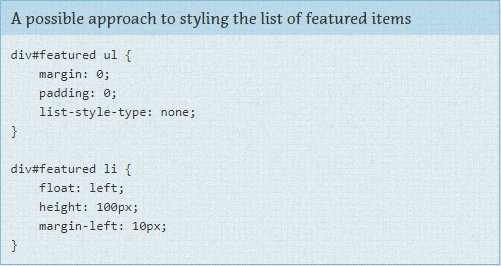 A possible approach to styling the list of featured items
div#featured ul {
    margin: 0;
    padding: 0;
    list-style-type: none;
}

div#featured li {
    float: left;
    height: 100px;
    margin-left: 10px;
}